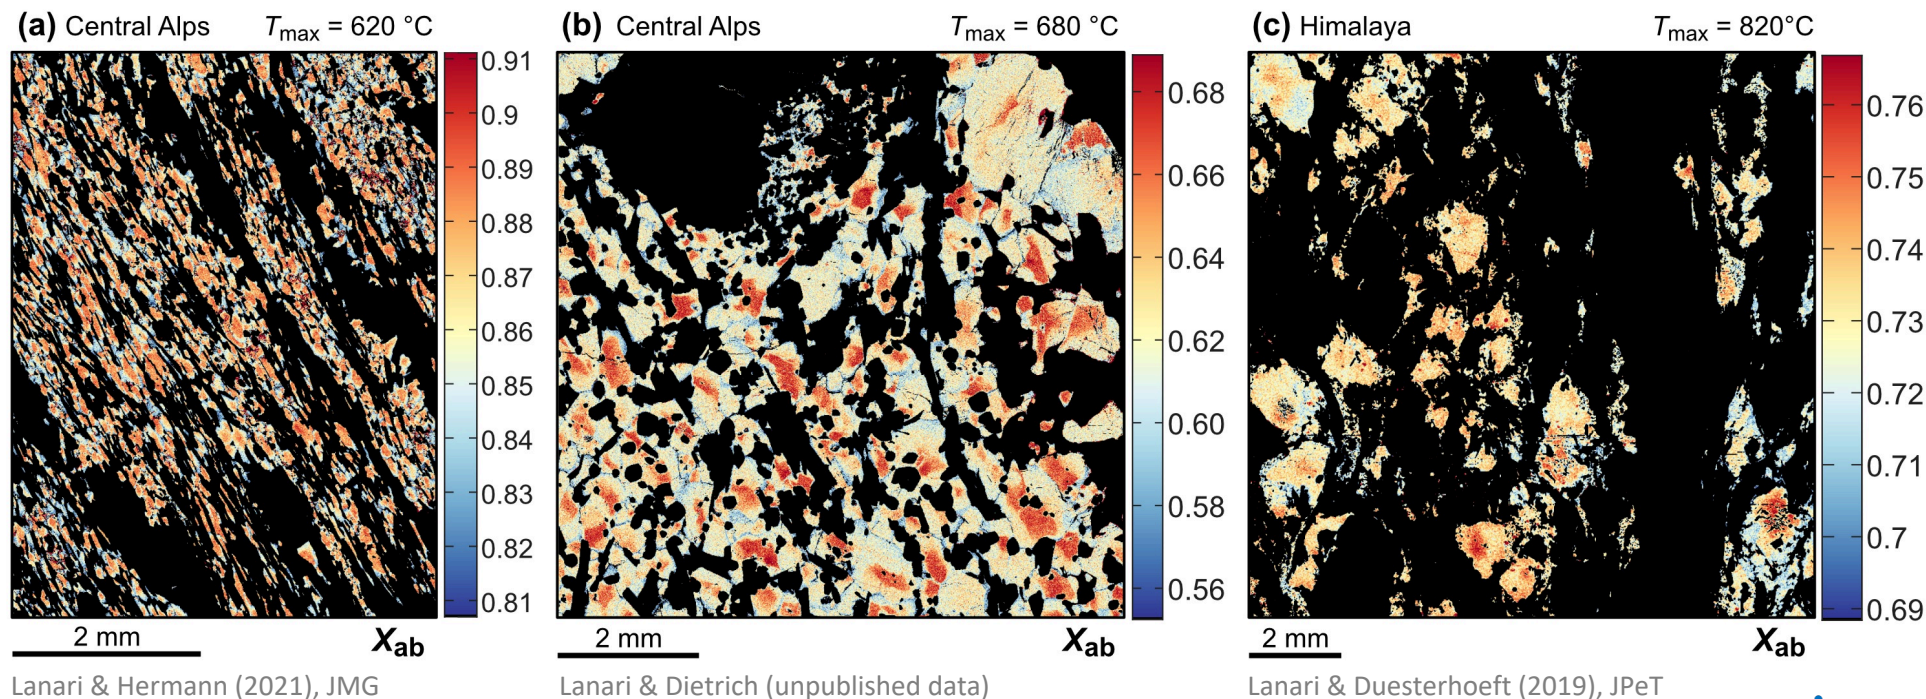 (a) Central Alps Tmax = 620 °C
0.91
0.9
0.89
0.88
0.87
0.86
0.85
0.84
0.83
0.82
0.81
2 mm Xab
Lanari & Hermann (2021), JMG
(b) Central Alps Tmax = 680 °C
0.68
0.66
0.64
0.62
0.60
0.58
0.56
2 mm
Lanari & Dietrich (unpublished data)
(c) Himalaya Tmax = 820°C
0.76
0.75
0.74
0.73
0.72
0.71
0.7
0.69
2 mm Xab
Lanari & Duesterhoeft (2019), JPeT